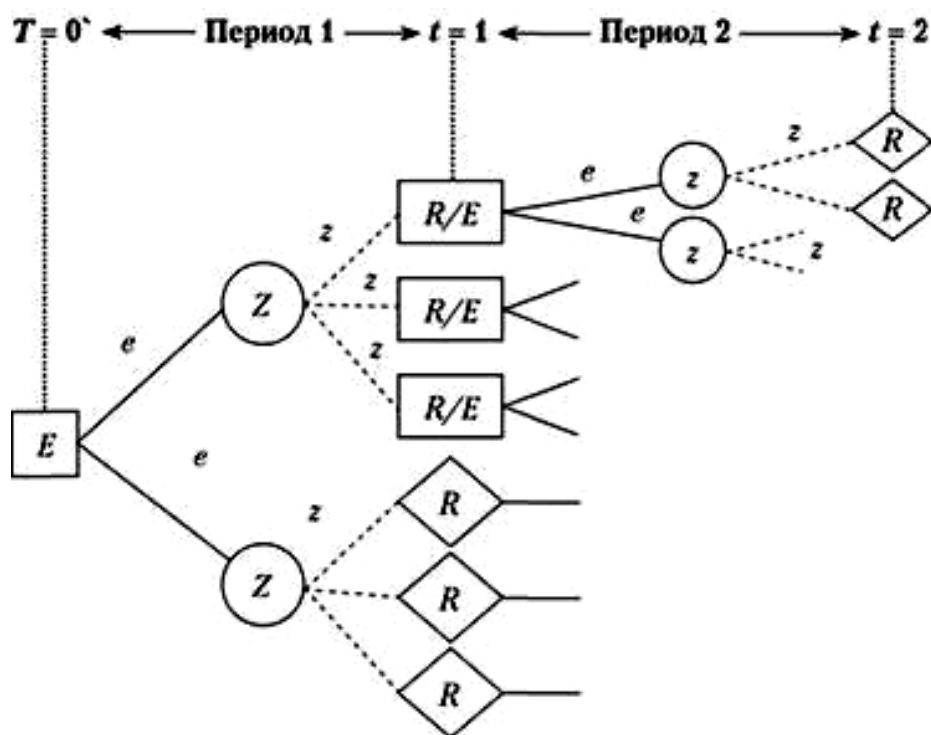 T = 0` Период 1 t = 1 Период 2 t = 2
z R
e z
R/E e z R
z z
Z z R/E
e z
R/E
E
e
z R
Z R
R